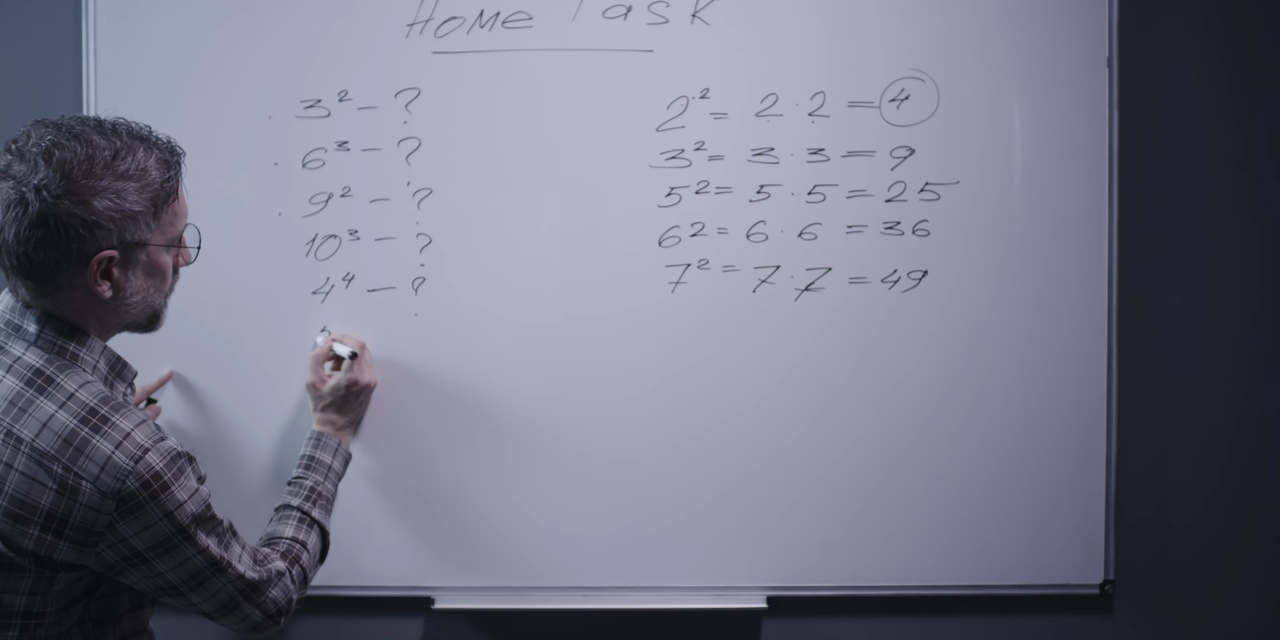 Home Task
3² – ?
6³ – ?
9² – ?
10³ – ?
4⁴ – ?
2² = 2 · 2 = 4
3² = 3 · 3 = 9
5² = 5 · 5 = 25
6² = 6 · 6 = 36
7² = 7 · 7 = 49